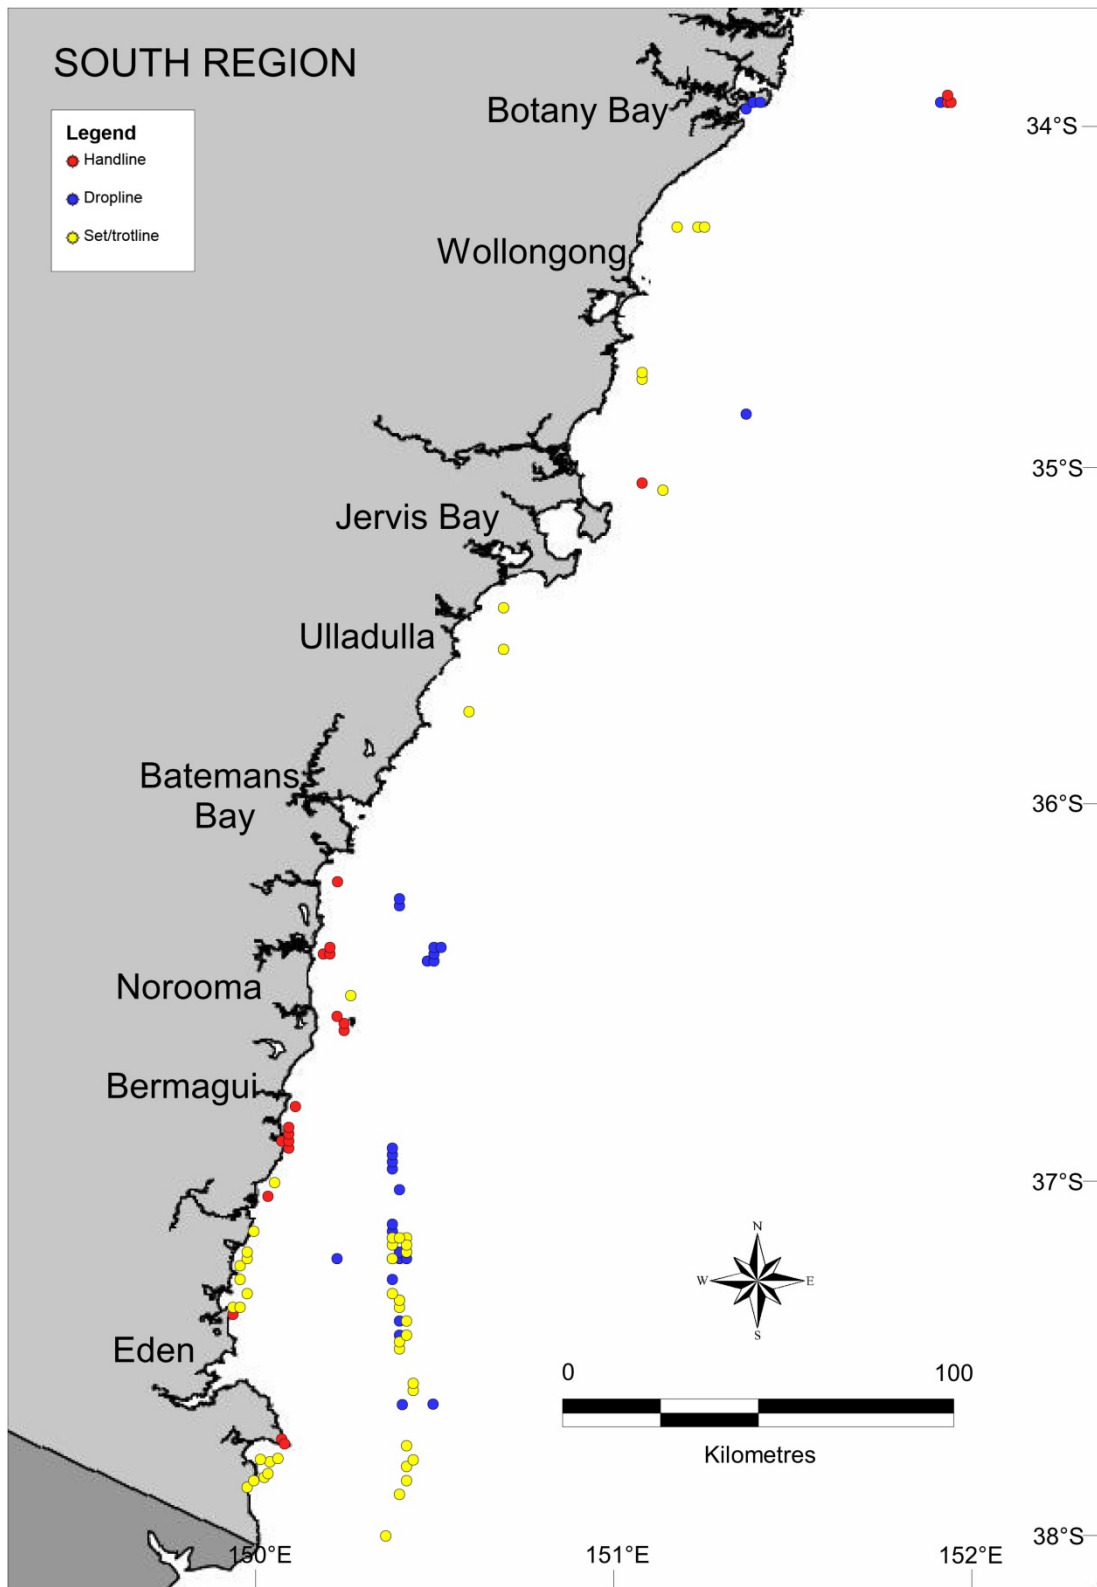 SOUTH REGION
Legend
Handline
Dropline
Set/trotline
Botany Bay
34°S
Wollongong
35°S
Jervis Bay
Ulladulla
Batemans
Bay
36°S
Norooma
Bermagui
37°S
N
W
E
S
Eden
0
100
Kilometres
38°S
150°E
151°E
152°E